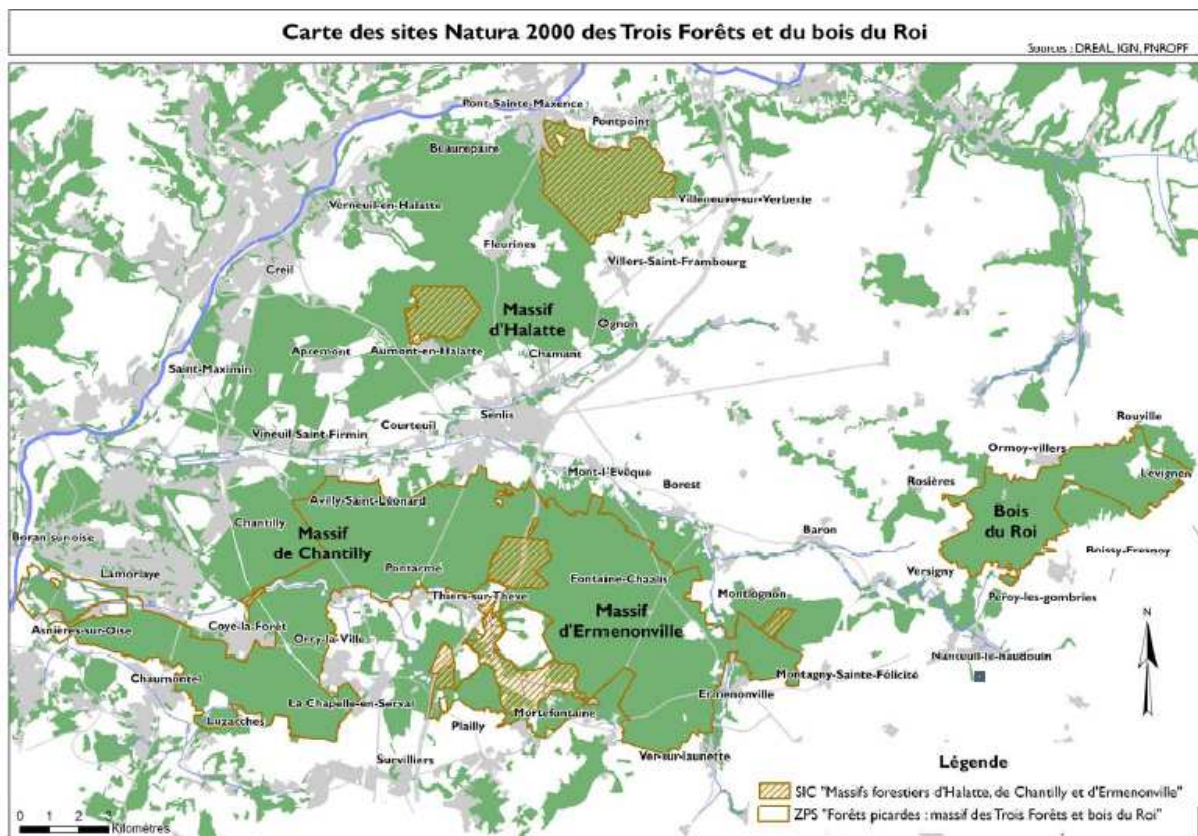 Carte des sites Natura 2000 des Trois Forêts et du bois du Roi
Sources : DREAL, IGN, PNROPF
Pont-Sainte-Maxence
Pontpoint
Beaurepaire
Verneuil-en-Halatte
Villeneuve-sur-Verberie
Fleurines
Villers-Saint-Frambourg
Creil
Massif
d'Halatte
Ognon
Apremont
Aumont-en-Halatte
Chamant
Saint-Maximin
Senlis
Courteuil
Vineuil-Saint-Firmin
Rouville
Ormoy-villers
Mont-l'Evêque
Levignen
Borest
Rosières
Avilly-Saint-Léonard
Bois
du Roi
Chantilly
Massif
de Chantilly
Baron
Boran-sur-oise
Boissy-Fresnoy
Lamorlaye
Pontarme
Fontaine-Chaalis
Versigny
Thiers-sur-Thève
Montlognon
Peroy-les-gombries
Massif
d'Ermenonville
N
Asnières-sur-Oise
Coye-la-Forêt
Orry-la-Ville
Nanteuil-le-haudouin
Chaumontel
Montagny-Sainte-Félicité
Ermenonville
La Chapelle-en-Serval
Luzarches
Plailly
Mortefontaine
Ver-sur-launette
Survilliers
Légende
SIC "Massifs forestiers d'Halatte, de Chantilly et d'Ermenonville"
ZPS "Forêts picardes : massif des Trois Forêts et bois du Roi"
0 1 2 3
Kilomètres